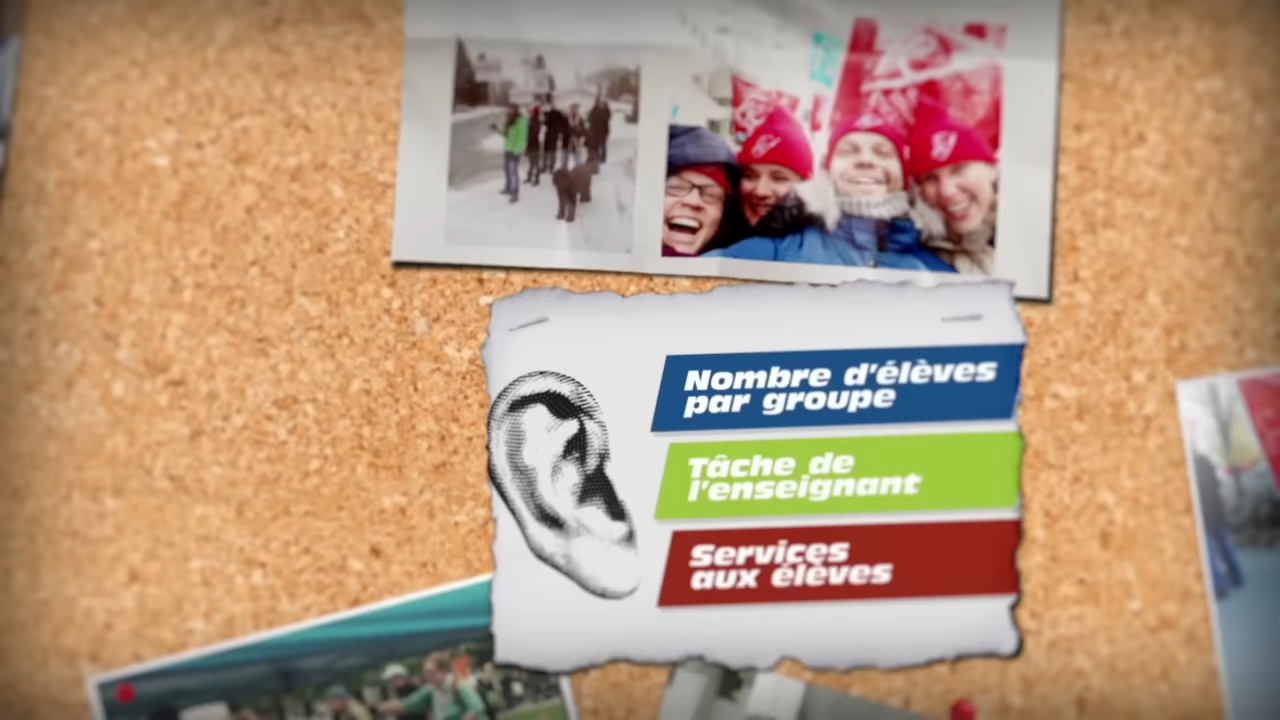 Nombre d'élèves
par groupe
Tâche de
l'enseignant
Services
aux élèves